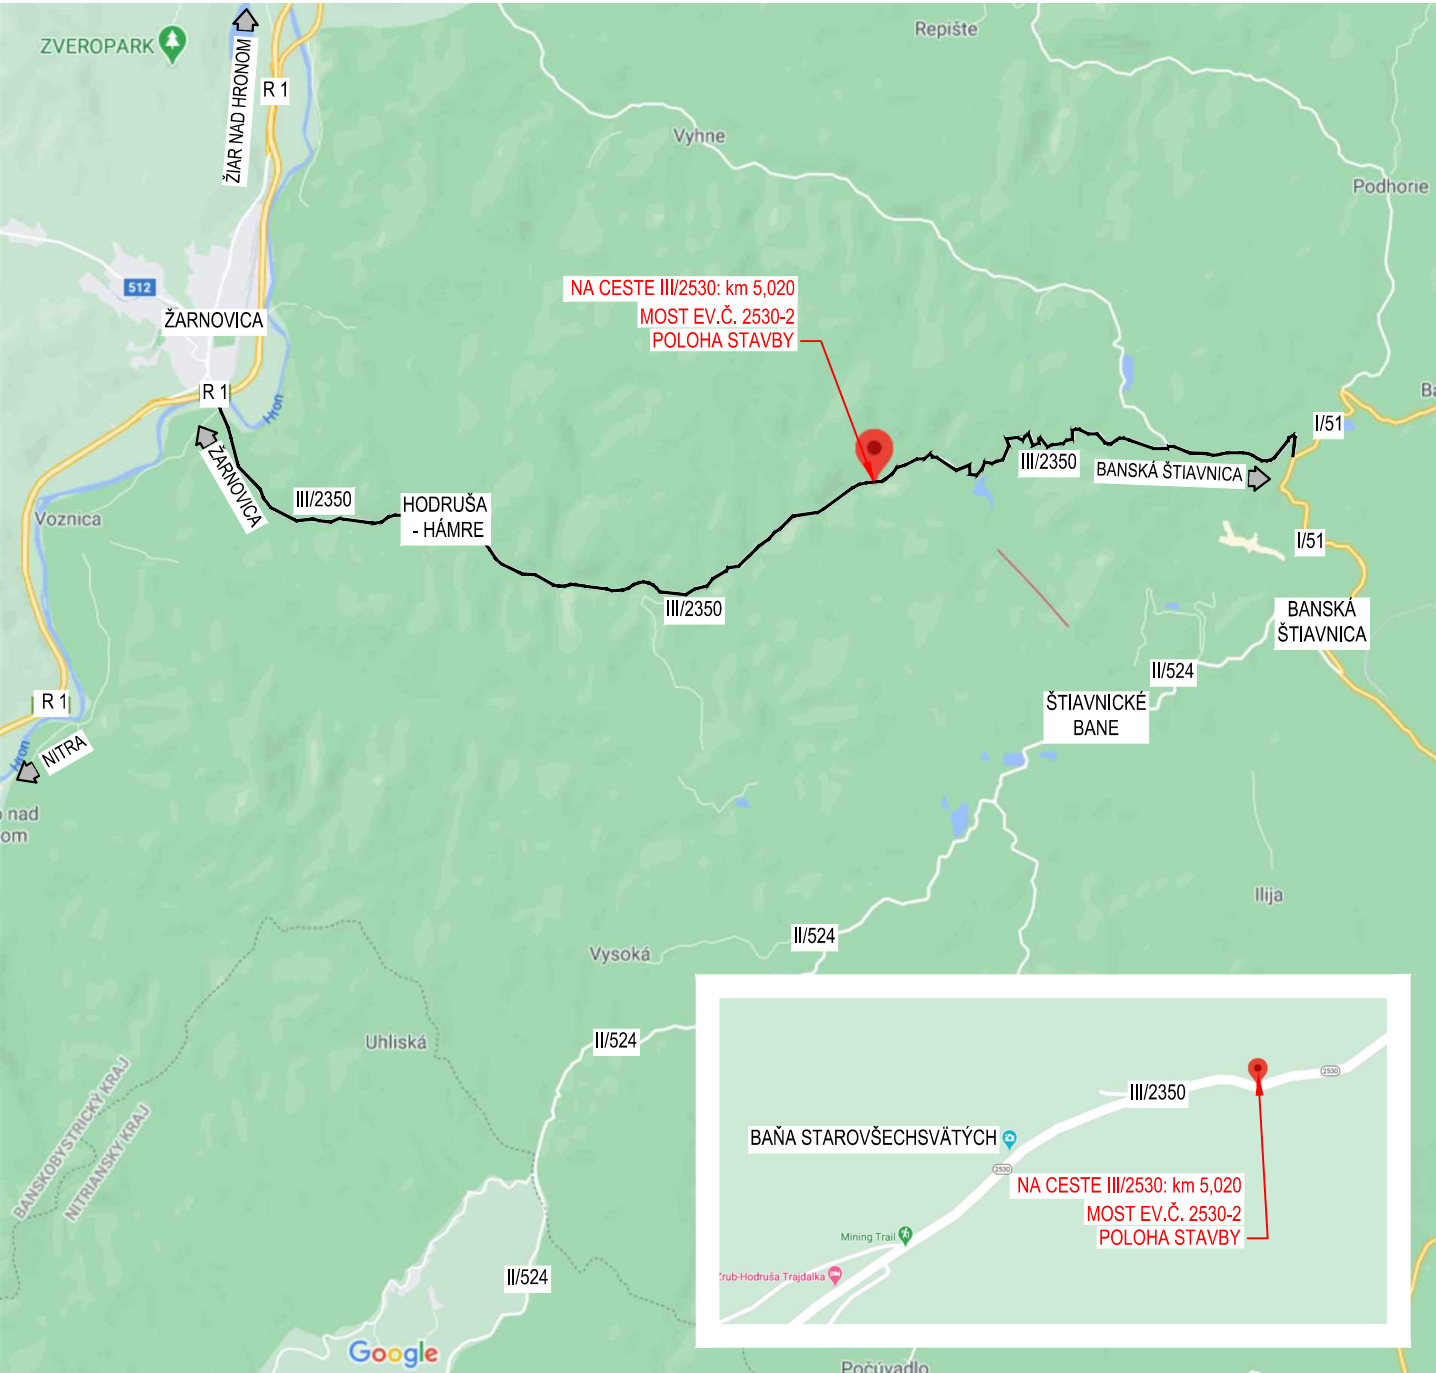 Repište
ZVEROPARK
ŽIAR NAD HRONOM
R 1
Vyhne
Podhorie
512
NA CESTE III/2530: km 5,020
MOST EV.Č. 2530-2
POLOHA STAVBY
ŽARNOVICA
R 1
Hron
I/51
ŽARNOVICA
III/2350
BANSKÁ ŠTIAVNICA
III/2350
HODRUŠA
- HÁMRE
Voznica
I/51
III/2350
BANSKÁ
ŠTIAVNICA
II/524
R 1
ŠTIAVNICKÉ
BANE
Hron
NITRA
nad
om
Ilija
II/524
Vysoká
Uhliská
II/524
BANSKOBYSTRICKÝ KRAJ
NITRIANSKY KRAJ
2530
III/2350
BAŇA STAROVŠECHSVÄTÝCH
2530
NA CESTE III/2530: km 5,020
MOST EV.Č. 2530-2
POLOHA STAVBY
Mining Trail
Zrub-Hodruša Trajdalka
II/524
Google
Počúvadlo